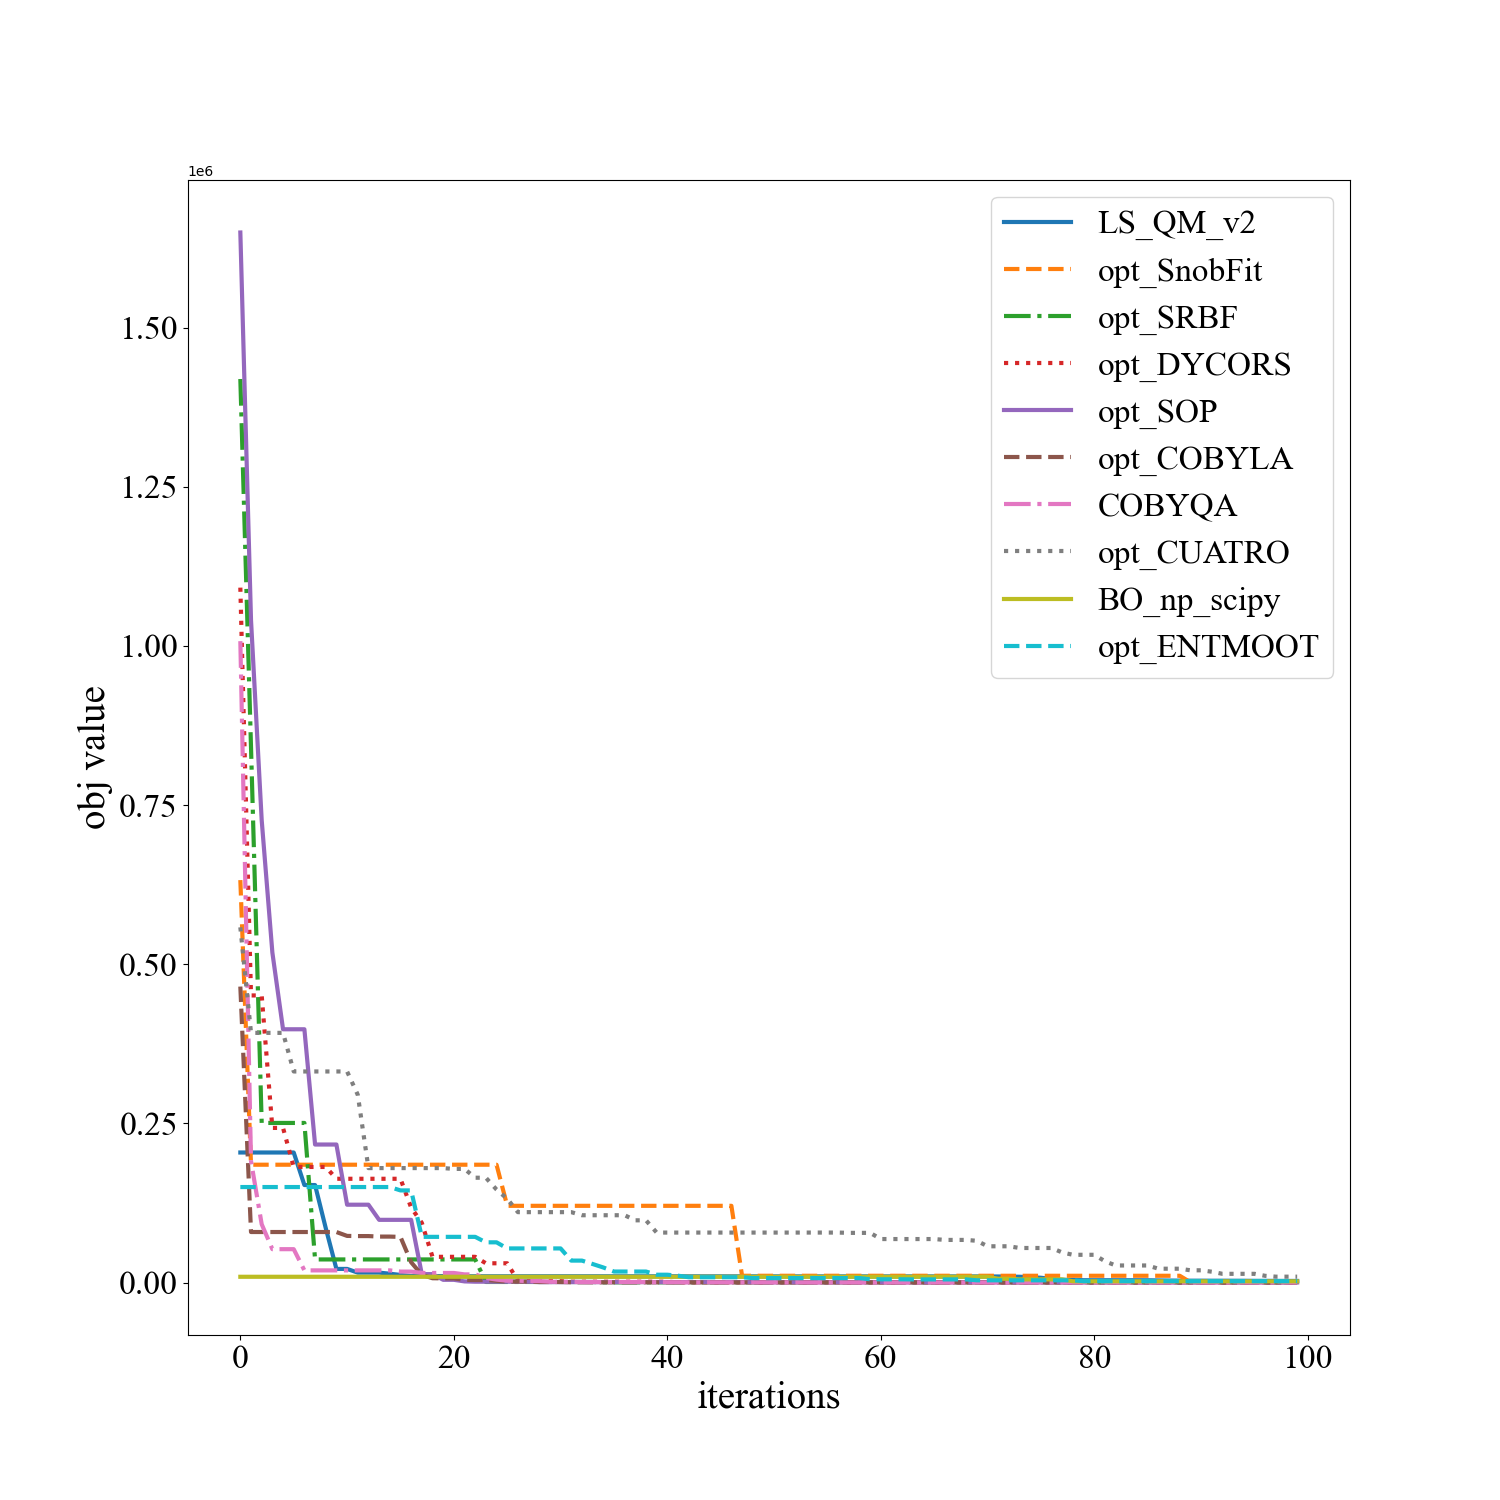 1e6
LS_QM_v2
opt_SnobFit
opt_SRBF
opt_DYCORS
opt_SOP
opt_COBYLA
COBYQA
opt_CUATRO
BO_np_scipy
opt_ENTMOOT
1.50
1.25
1.00
0.75
0.50
0.25
0.00
obj value
0 20 40 60 80 100
iterations